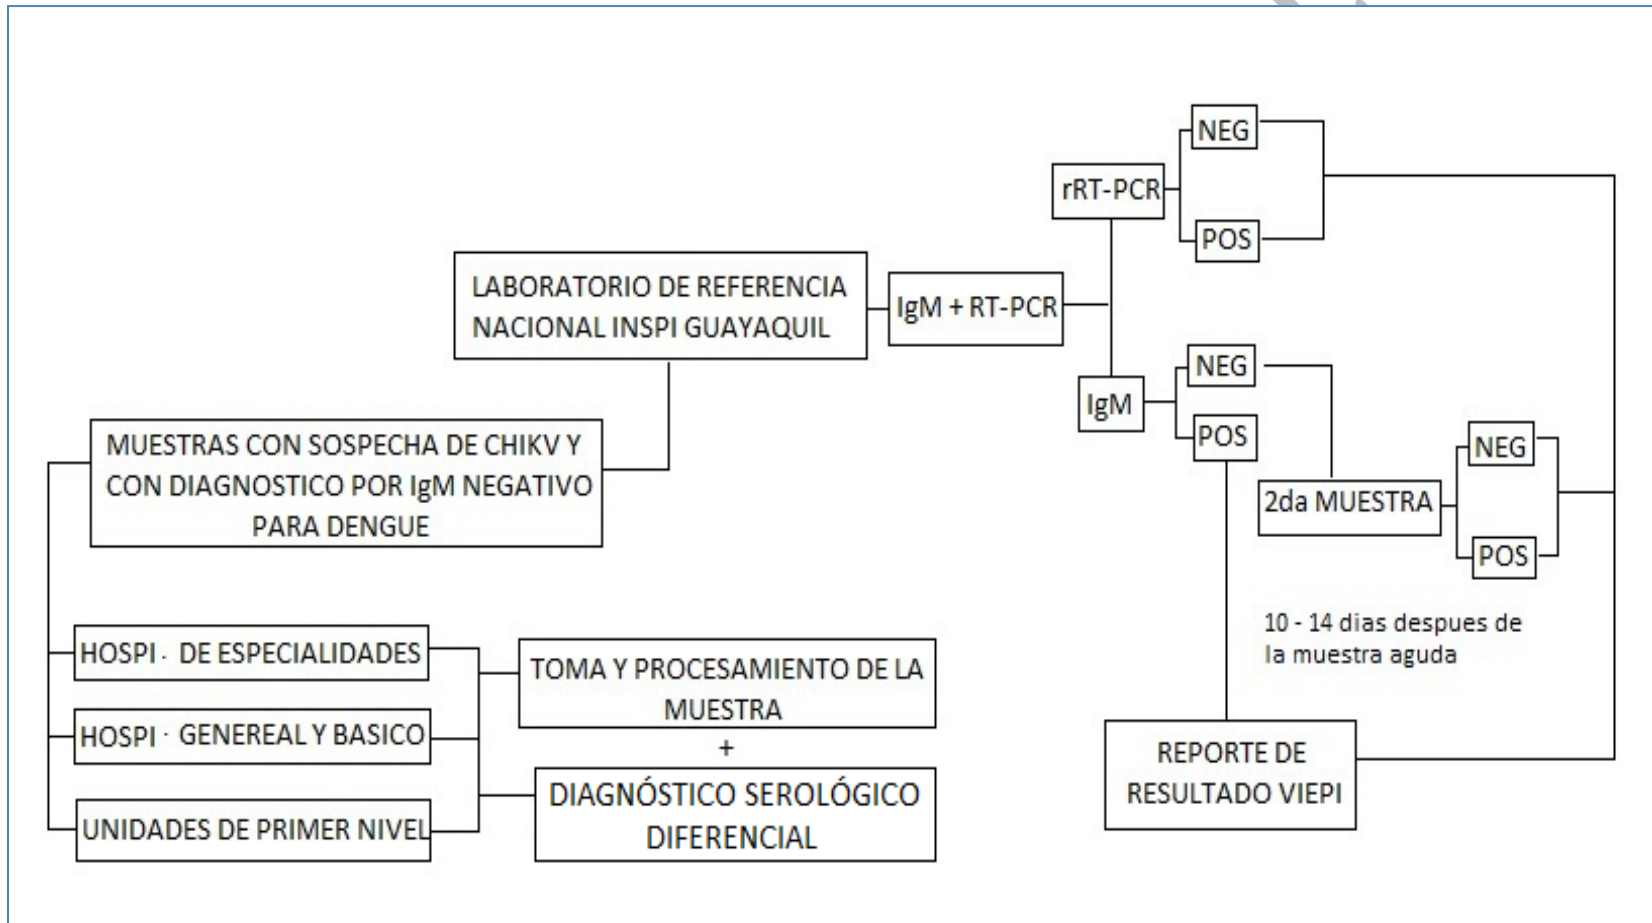 NEG
rRT-PCR
POS
LABORATORIO DE REFERENCIA
NACIONAL INSPI GUAYAQUIL
IgM + RT-PCR
NEG
IgM
POS
MUESTRAS CON SOSPECHA DE CHIKV Y
CON DIAGNOSTICO POR IgM NEGATIVO
PARA DENGUE
NEG
2da MUESTRA
POS
10 - 14 dias despues de
la muestra aguda
HOSPI · DE ESPECIALIDADES
HOSPI · GENEREAL Y BASICO
UNIDADES DE PRIMER NIVEL
TOMA Y PROCESAMIENTO DE LA
MUESTRA
+
DIAGNÓSTICO SEROLÓGICO
DIFERENCIAL
REPORTE DE
RESULTADO VIEPI